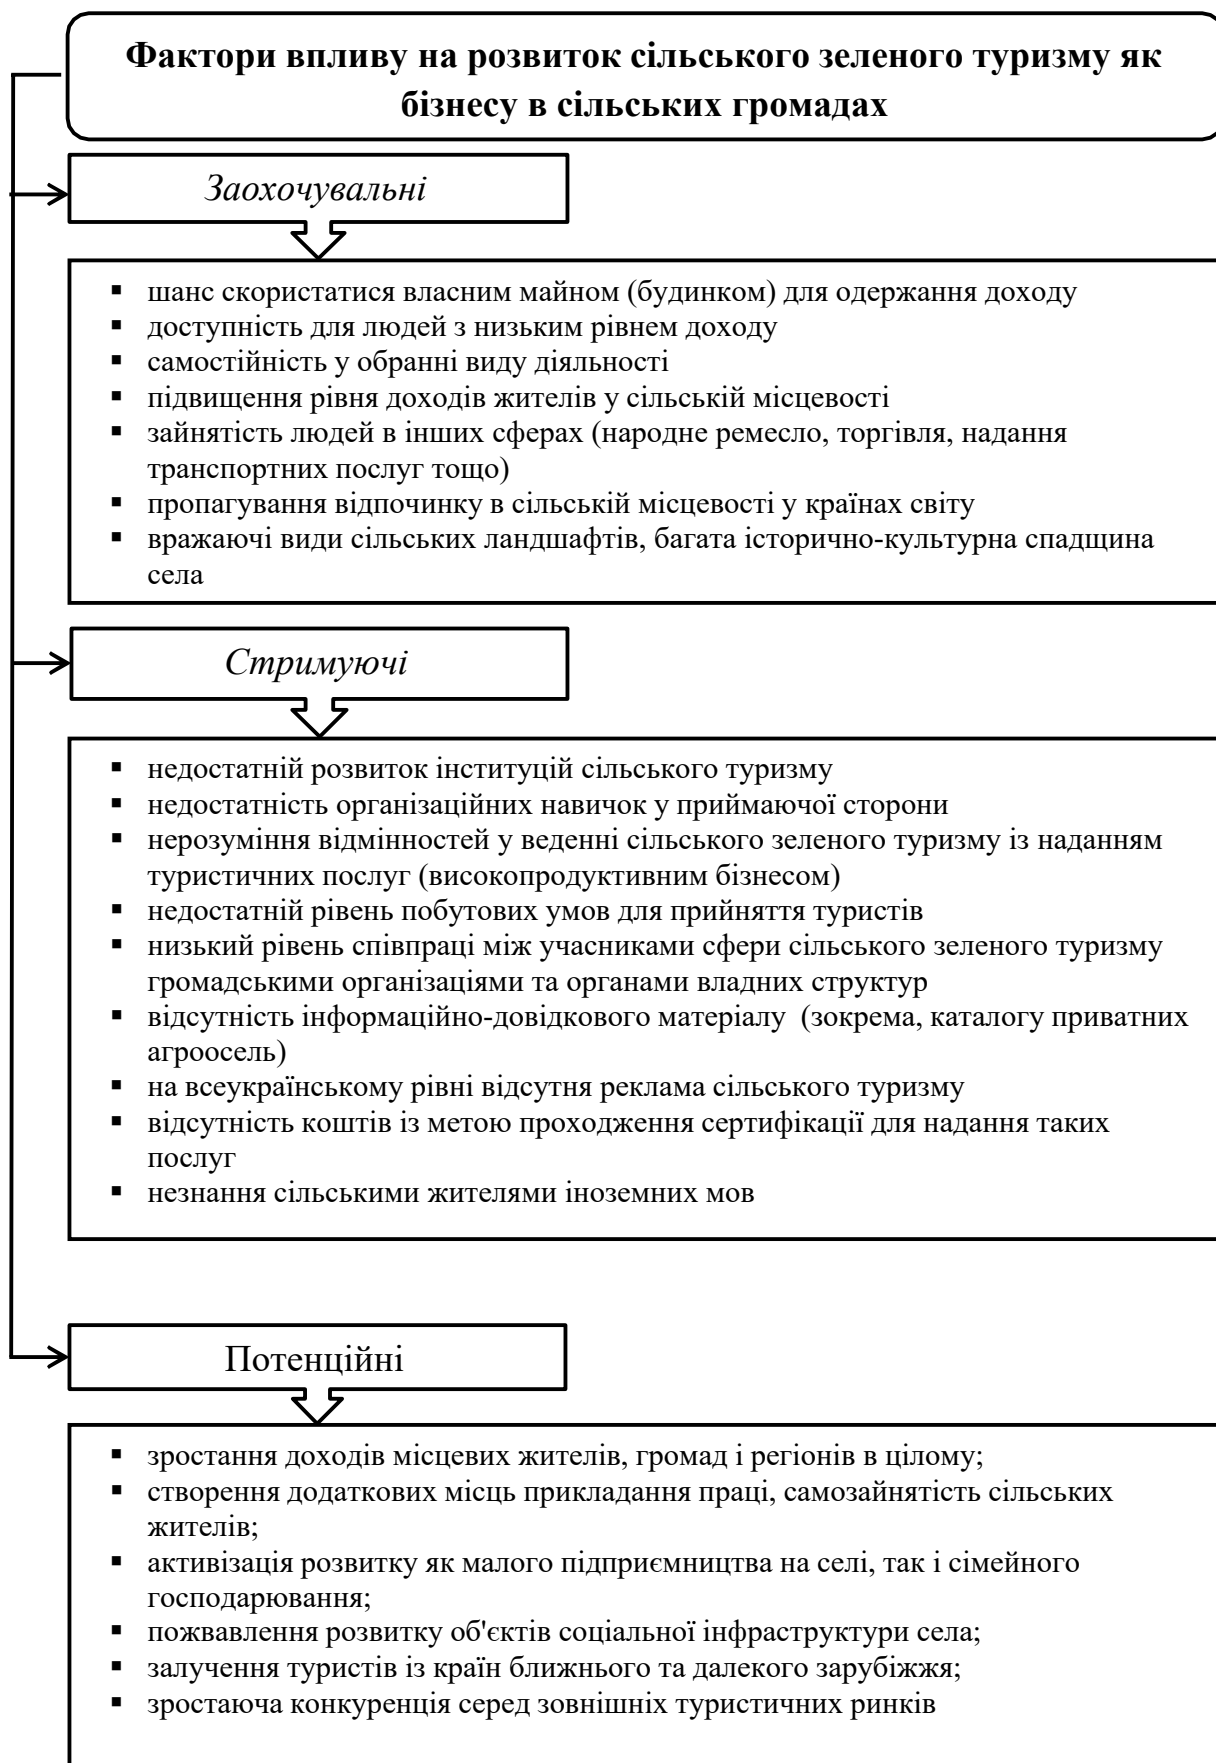 Фактори впливу на розвиток сільського зеленого туризму як
бізнесу в сільських громадах
Заохочувальні
▪ шанс скористатися власним майном (будинком) для одержання доходу
▪ доступність для людей з низьким рівнем доходу
▪ самостійність у обранні виду діяльності
▪ підвищення рівня доходів жителів у сільській місцевості
▪ зайнятість людей в інших сферах (народне ремесло, торгівля, надання
транспортних послуг тощо)
▪ пропагування відпочинку в сільській місцевості у країнах світу
▪ вражаючі види сільських ландшафтів, багата історично-культурна спадщина
села
Стримуючі
▪ недостатній розвиток інституцій сільського туризму
▪ недостатність організаційних навичок у приймаючої сторони
▪ нерозуміння відмінностей у веденні сільського зеленого туризму із наданням
туристичних послуг (високопродуктивним бізнесом)
▪ недостатній рівень побутових умов для прийняття туристів
▪ низький рівень співпраці між учасниками сфери сільського зеленого туризму
громадськими організаціями та органами владних структур
▪ відсутність інформаційно-довідкового матеріалу (зокрема, каталогу приватних
агроосель)
▪ на всеукраїнському рівні відсутня реклама сільського туризму
▪ відсутність коштів із метою проходження сертифікації для надання таких
послуг
▪ незнання сільськими жителями іноземних мов
Потенційні
▪ зростання доходів місцевих жителів, громад і регіонів в цілому;
▪ створення додаткових місць прикладання праці, самозайнятість сільських
жителів;
▪ активізація розвитку як малого підприємництва на селі, так і сімейного
господарювання;
▪ пожвавлення розвитку об'єктів соціальної інфраструктури села;
▪ залучення туристів із країн ближнього та далекого зарубіжжя;
▪ зростаюча конкуренція серед зовнішніх туристичних ринків